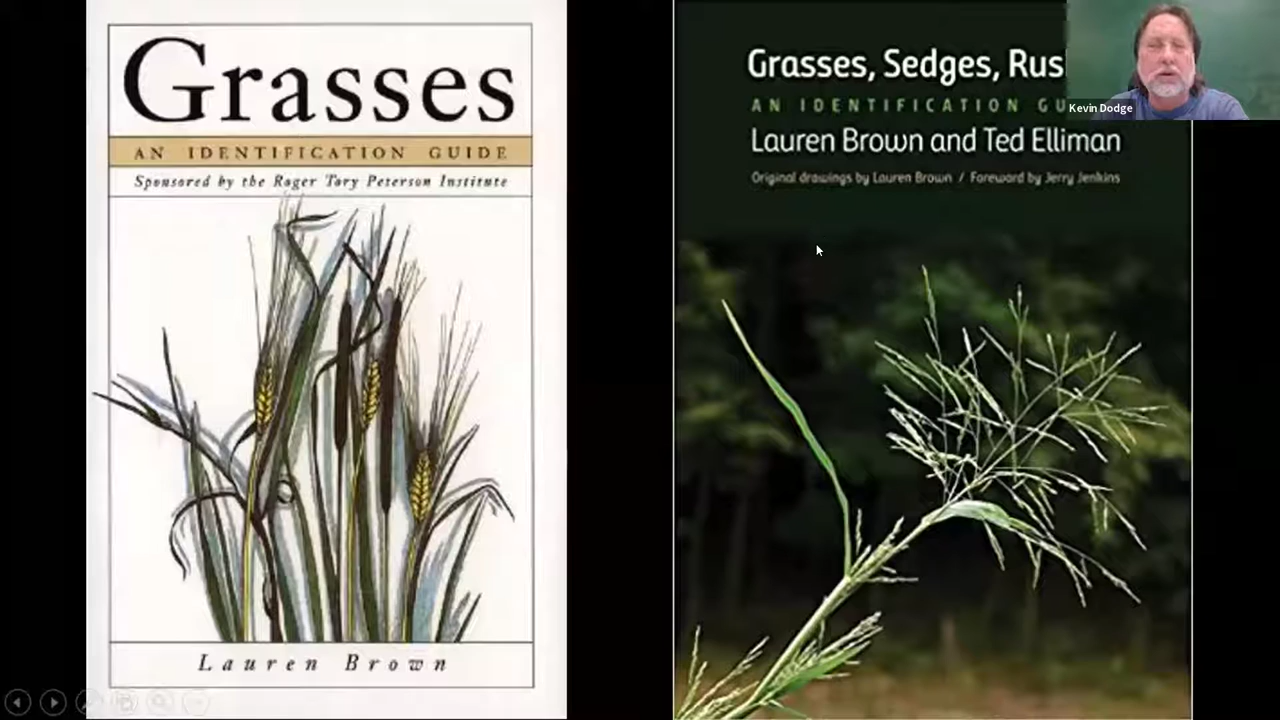 Grasses
AN IDENTIFICATION GUIDE
Sponsored by the Roger Tory Peterson Institute
Lauren Brown
Grasses, Sedges, Rus
AN IDENTIFICATION GU
Lauren Brown and Ted Elliman
Original drawings by Lauren Brown / Foreword by Jerry Jenkins
Kevin Dodge